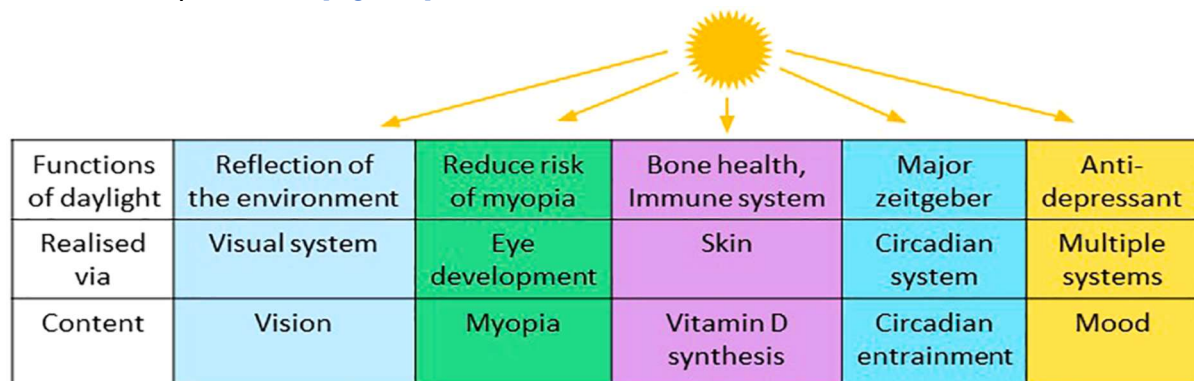 Functions of daylight
Reflection of the environment
Reduce risk of myopia
Bone health, Immune system
Major zeitgeber
Anti-depressant
Realised via
Visual system
Eye development
Skin
Circadian system
Multiple systems
Content
Vision
Myopia
Vitamin D synthesis
Circadian entrainment
Mood